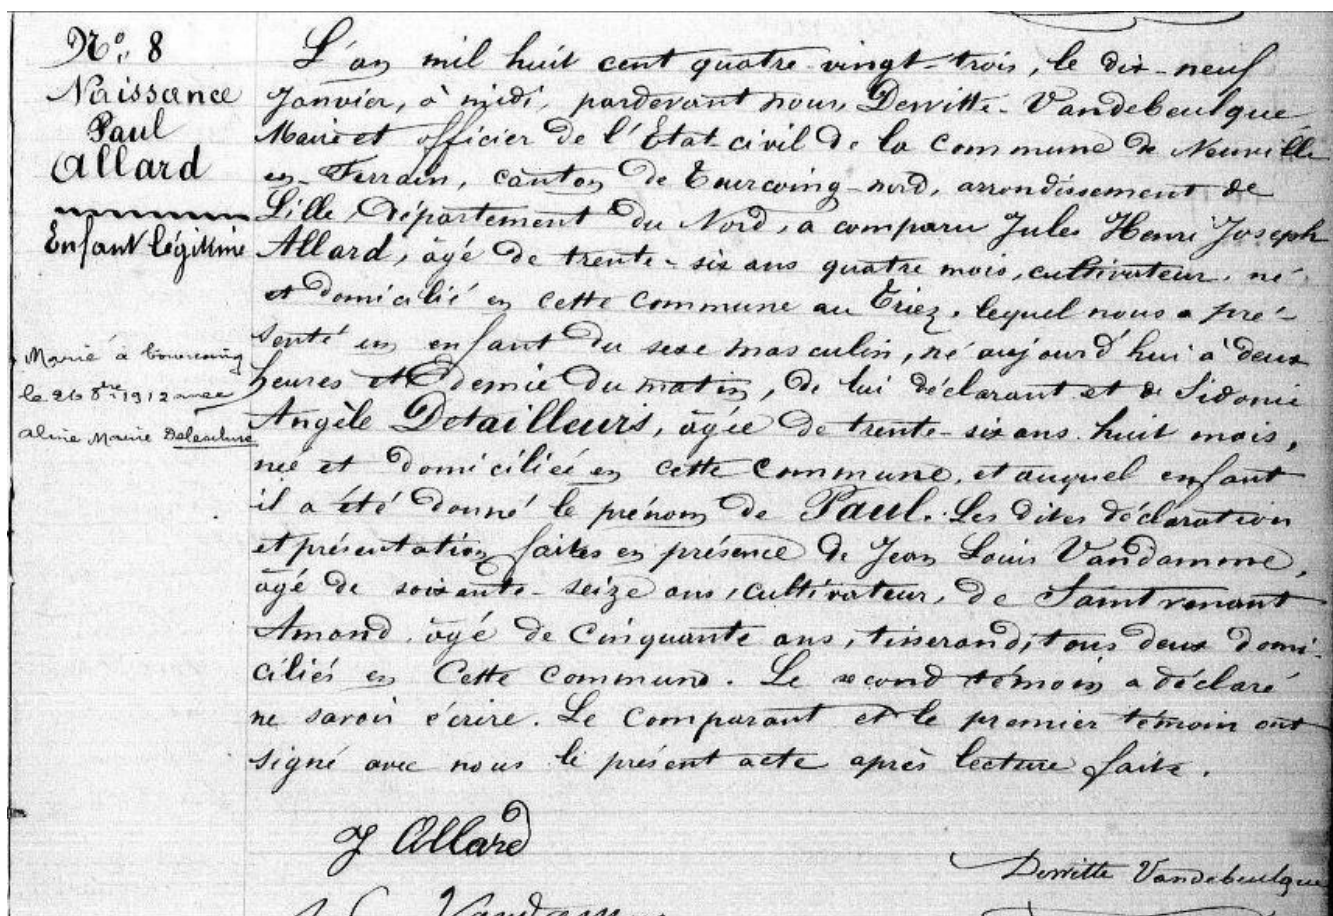 N°. 8
Naissance
Paul
Allard
Enfant légitime
Marié à tourcoing
le 26 8bre 1912 avec
Aline Marie
L'an mil huit cent quatre-vingt-trois, le dix-neuf
Janvier, à midi, pardevant nous, Dewitte-Vandebeulque,
Maire et officier de l'Etat-civil de la Commune de Neuville
en-Ferrain, canton de Tourcoing-nord, arrondissement de
Lille, Département du Nord, a comparu Jules Henri Joseph
Allard, âgé de trente-six ans quatre mois, cultivateur, né
et domicilié en cette commune au Triez, lequel nous a pré-
senté un enfant du sexe masculin, né aujourd'hui à deux
heures et demie du matin, de lui déclarant et de Sidonie
Angèle Detailleurs, âgée de trente-six ans huit mois,
née et domiciliée en cette commune, et auquel enfant
il a été donné le prénom de Paul. Les dites déclaration
et présentation faites en présence de Jean Louis Vandamme,
âgé de soixante-seize ans, cultivateur, de Saintvenant
Amand, âgé de cinquante ans, tisserand, tous deux domi-
ciliés en Cette Commune. Le second témoin a déclaré
ne savoir écrire. Le Comparant et le premier témoin ont
signé avec nous le présent acte après lecture faite.
J Allard
Dewitte Vandebeulque